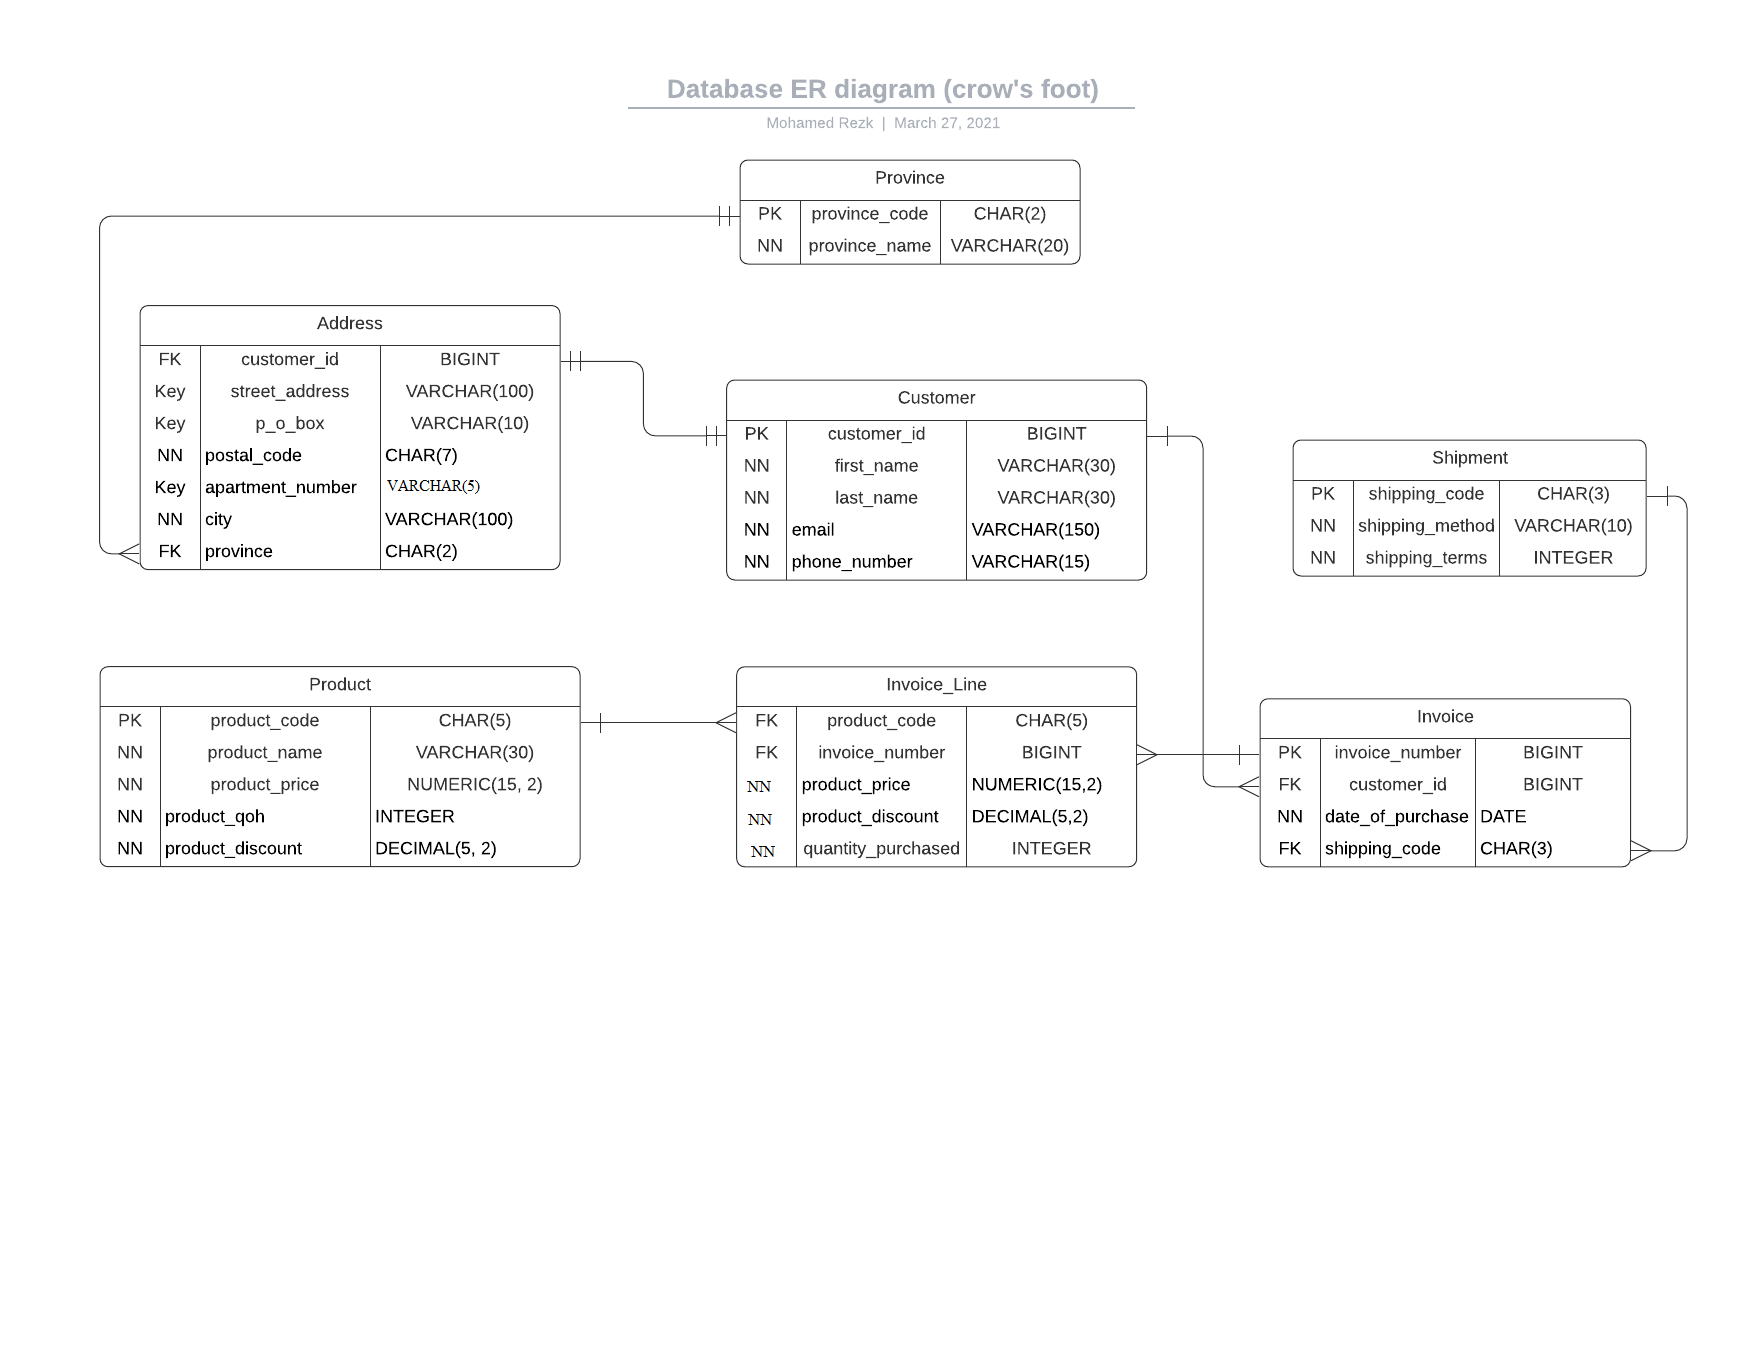 Database ER diagram (crow's foot)
Mohamed Rezk | March 27, 2021
Province
PK province_code CHAR(2)
NN province_name VARCHAR(20)
Address
FK customer_id BIGINT
Key street_address VARCHAR(100)
Key p_o_box VARCHAR(10)
NN postal_code CHAR(7)
Key apartment_number VARCHAR(5)
NN city VARCHAR(100)
FK province CHAR(2)
Customer
PK customer_id BIGINT
NN first_name VARCHAR(30)
NN last_name VARCHAR(30)
NN email VARCHAR(150)
NN phone_number VARCHAR(15)
Shipment
PK shipping_code CHAR(3)
NN shipping_method VARCHAR(10)
NN shipping_terms INTEGER
Product
PK product_code CHAR(5)
NN product_name VARCHAR(30)
NN product_price NUMERIC(15, 2)
NN product_qoh INTEGER
NN product_discount DECIMAL(5, 2)
Invoice_Line
FK product_code CHAR(5)
FK invoice_number BIGINT
NN product_price NUMERIC(15,2)
NN product_discount DECIMAL(5,2)
NN quantity_purchased INTEGER
Invoice
PK invoice_number BIGINT
FK customer_id BIGINT
NN date_of_purchase DATE
FK shipping_code CHAR(3)